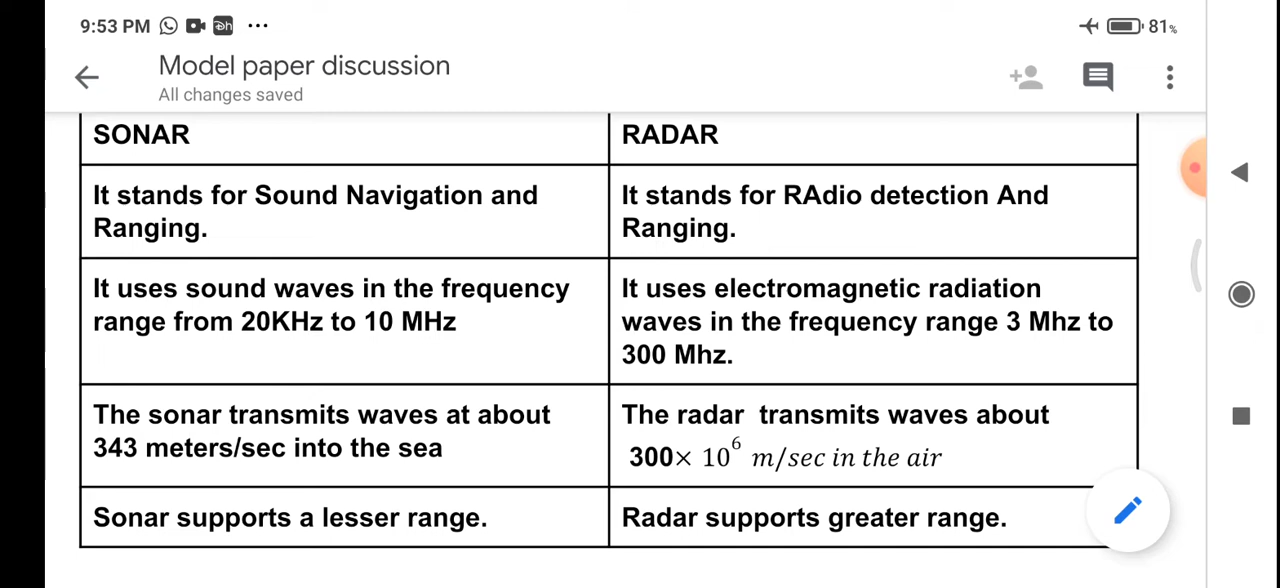 9:53 PM ...
81%
Model paper discussion
All changes saved
SONAR
RADAR
It stands for Sound Navigation and
Ranging.
It stands for RAdio detection And
Ranging.
It uses sound waves in the frequency
range from 20KHz to 10 MHz
It uses electromagnetic radiation
waves in the frequency range 3 Mhz to
300 Mhz.
The sonar transmits waves at about
343 meters/sec into the sea
The radar transmits waves about
300× 10⁶ m/sec in the air
Sonar supports a lesser range.
Radar supports greater range.